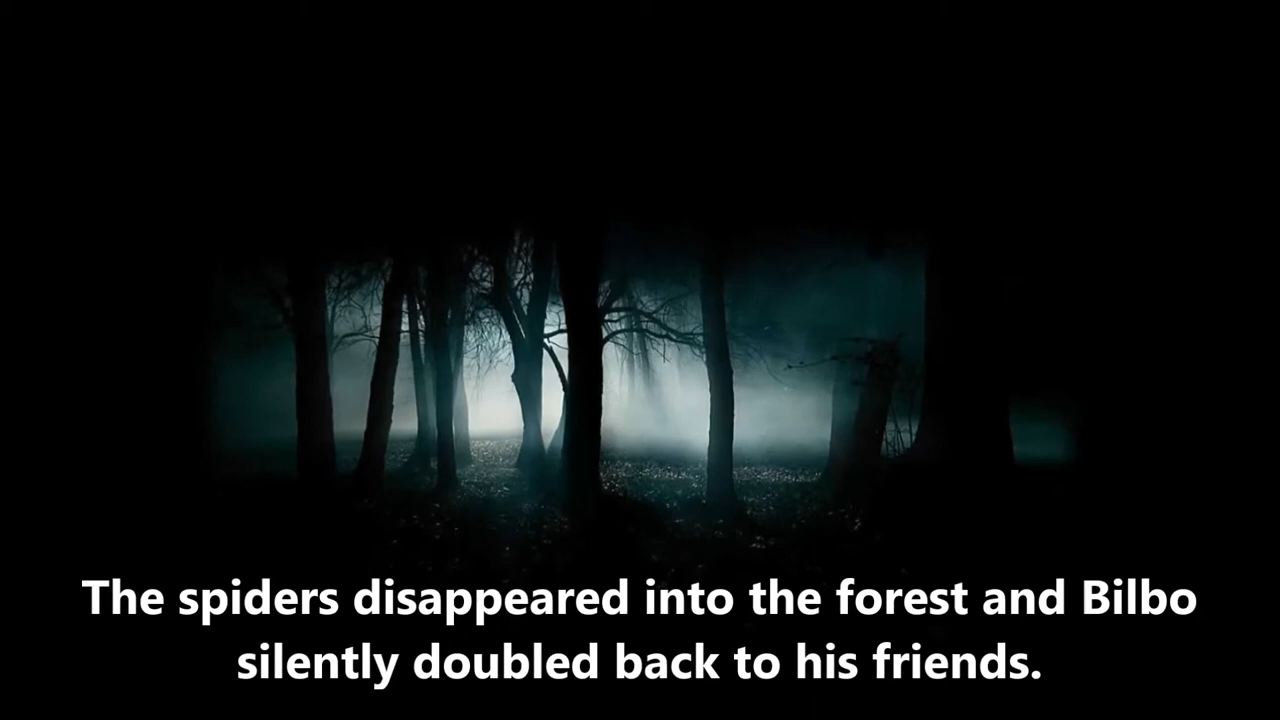 The spiders disappeared into the forest and Bilbo
silently doubled back to his friends.